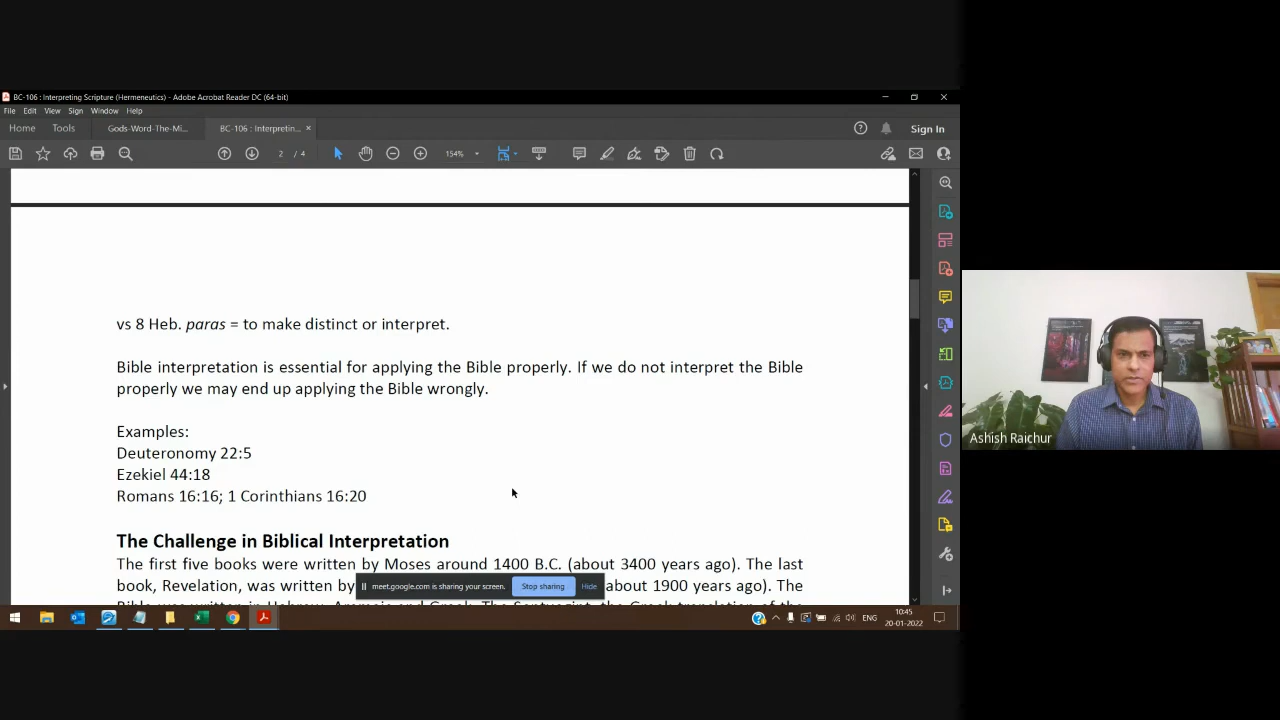 BC-106 : Interpreting Scripture (Hermeneutics) - Adobe Acrobat Reader DC (64-bit)
File Edit View Sign Window Help
Home Tools Gods-Word-The-Mi... BC-106 : Interpretin... × Sign In
2 / 4 154%
vs 8 Heb. paras = to make distinct or interpret.
Bible interpretation is essential for applying the Bible properly. If we do not interpret the Bible
properly we may end up applying the Bible wrongly.
Examples:
Deuteronomy 22:5
Ezekiel 44:18
Romans 16:16; 1 Corinthians 16:20
The Challenge in Biblical Interpretation
The first five books were written by Moses around 1400 B.C. (about 3400 years ago). The last
book, Revelation, was written by about 1900 years ago). The
meet.google.com is sharing your screen. Stop sharing Hide
ENG
10:45
20-01-2022
Ashish Raichur